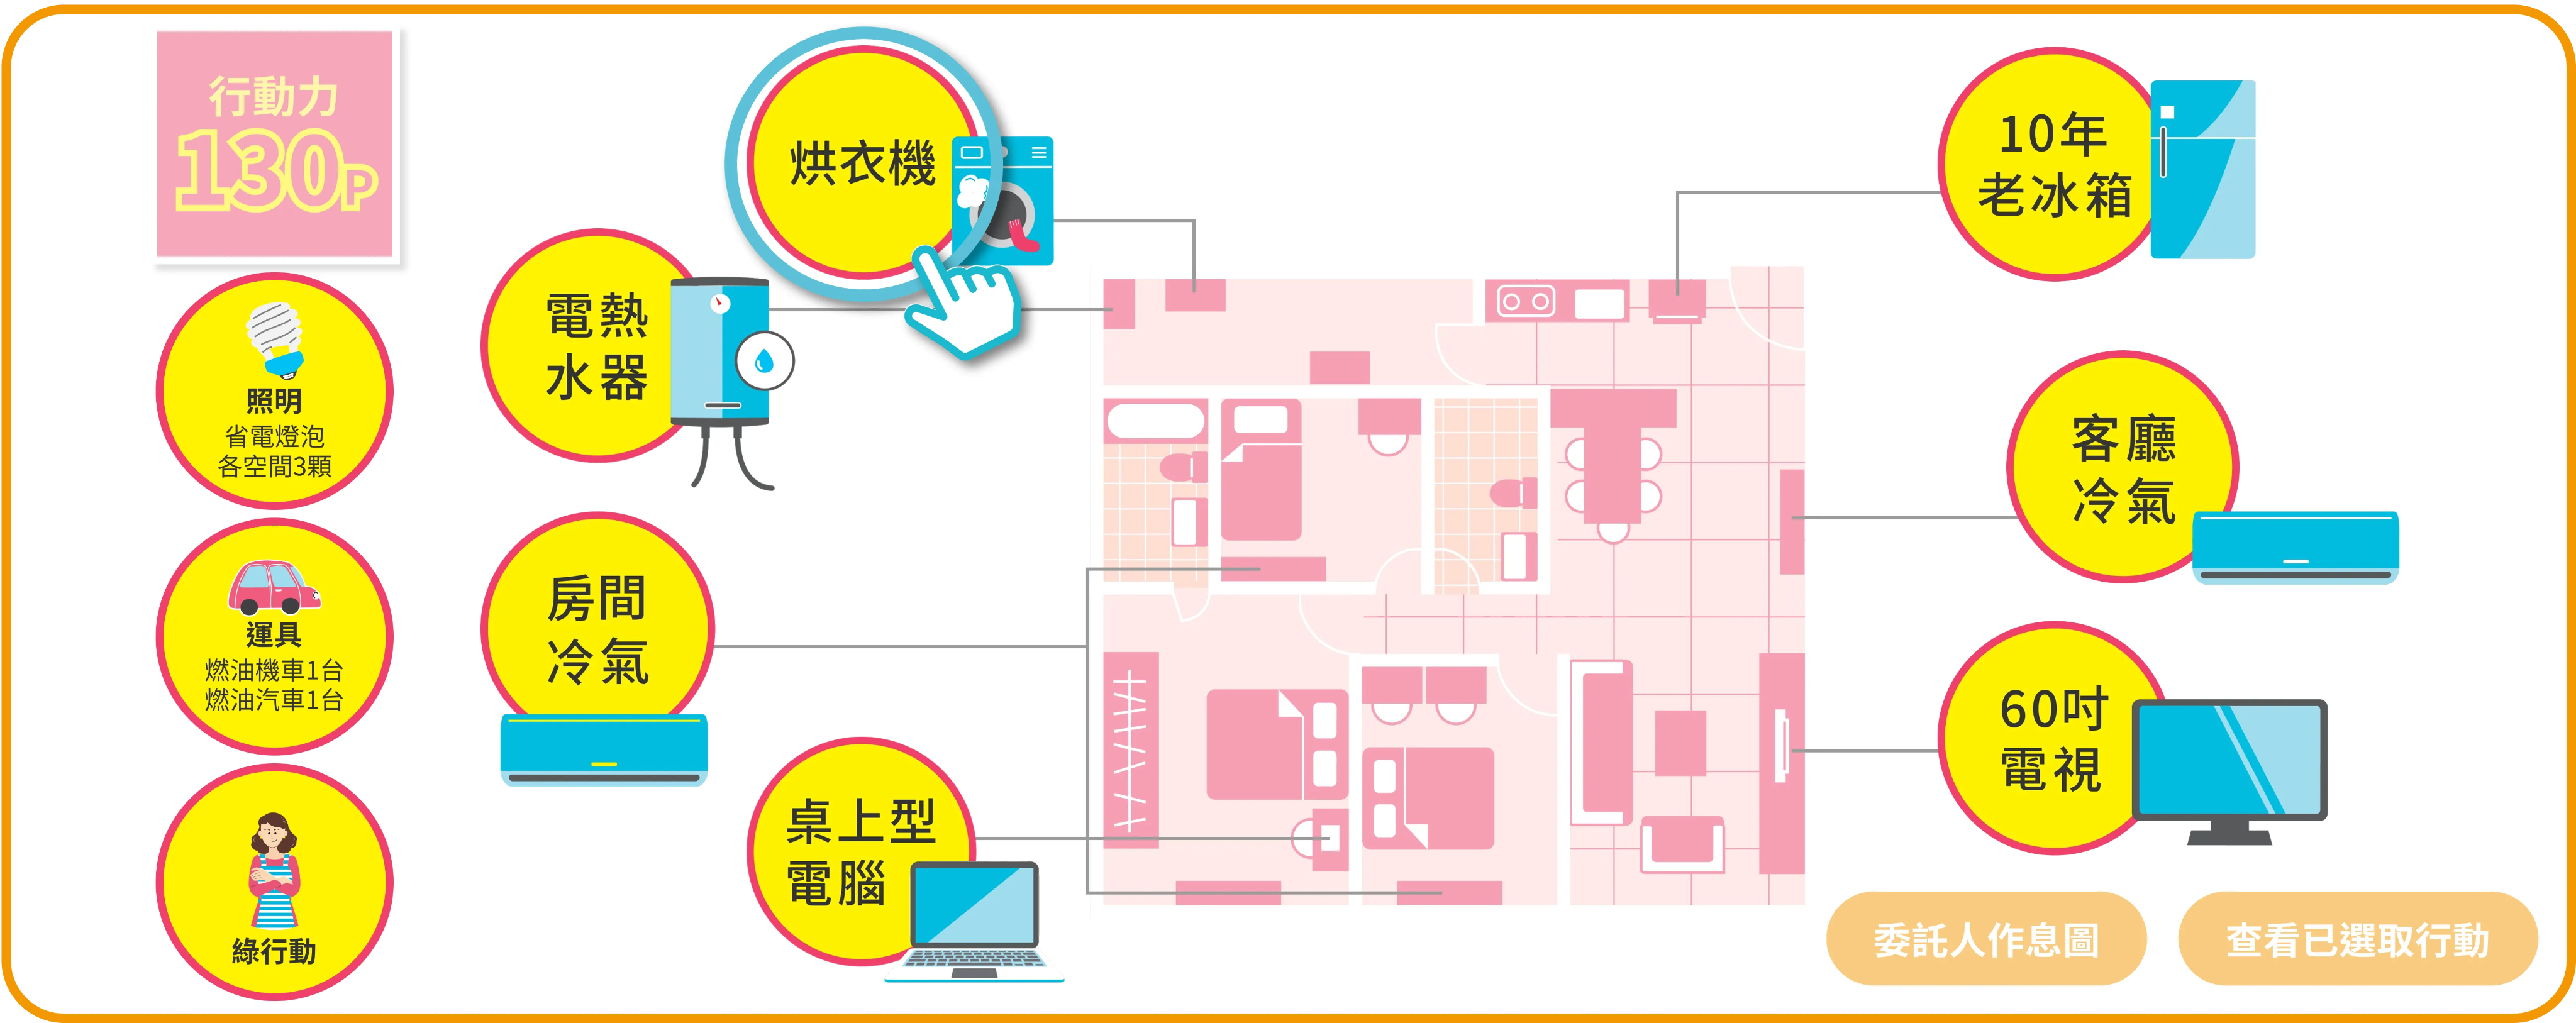 行動力
130P
照明
省電燈泡
各空間3顆
運具
燃油機車1台
燃油汽車1台
綠行動
烘衣機
電熱
水器
房間
冷氣
桌上型
電腦
10年
老冰箱
客廳
冷氣
60吋
電視
委託人作息圖
查看已選取行動